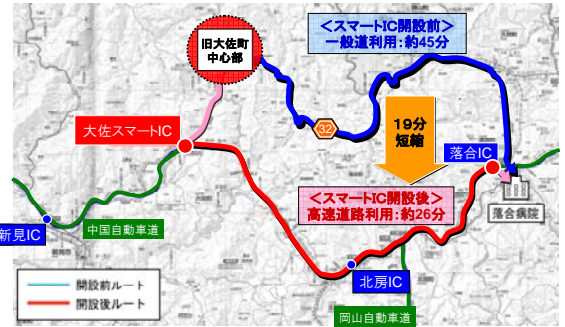 ＜スマートIC開設前＞
一般道利用：約45分
旧大佐町
中心部
32
19分
短縮
大佐スマートIC
落合IC
＜スマートIC開設後＞
高速道路利用：約26分
落合病院
新見IC
中国自動車道
北房IC
開設前ルート
開設後ルート
岡山自動車道